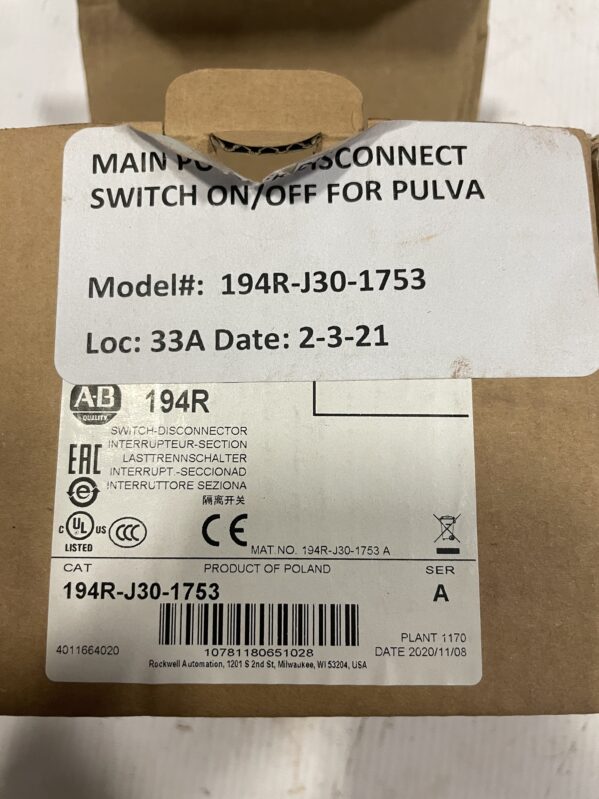 MAIN DISCONNECT
SWITCH ON/OFF FOR PULVA
Model#: 194R-J30-1753
Loc: 33A Date: 2-3-21
A-B
QUALITY
194R
SWITCH-DISCONNECTOR
INTERRUPTEUR-SECTION
LASTTRENNSCHALTER
INTERRUPT.-SECCIONAD
INTERRUTTORE SEZIONA
隔离开关
EAC
e
C UL US
LISTED
CCC
CE
MAT.NO. 194R-J30-1753 A
CAT PRODUCT OF POLAND SER
194R-J30-1753 A
PLANT 1170
4011664020 10781180651028 DATE 2020/11/08
Rockwell Automation, 1201 S 2nd St, Milwaukee, WI 53204, USA